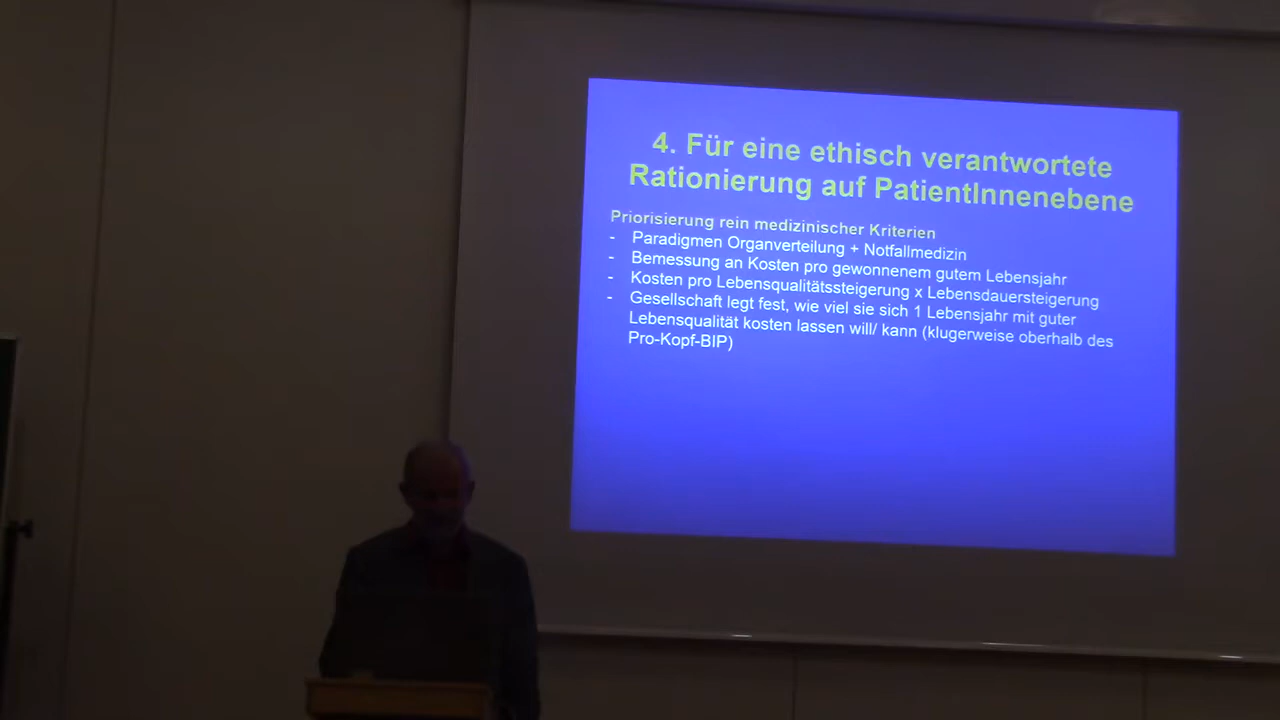 4. Für eine ethisch verantwortete
Rationierung auf PatientInnenebene
Priorisierung rein medizinischer Kriterien
- Paradigmen Organverteilung + Notfallmedizin
- Bemessung an Kosten pro gewonnenem gutem Lebensjahr
- Kosten pro Lebensqualitätssteigerung x Lebensdauersteigerung
- Gesellschaft legt fest, wie viel sie sich 1 Lebensjahr mit guter
Lebensqualität kosten lassen will/ kann (klugerweise oberhalb des
Pro-Kopf-BIP)